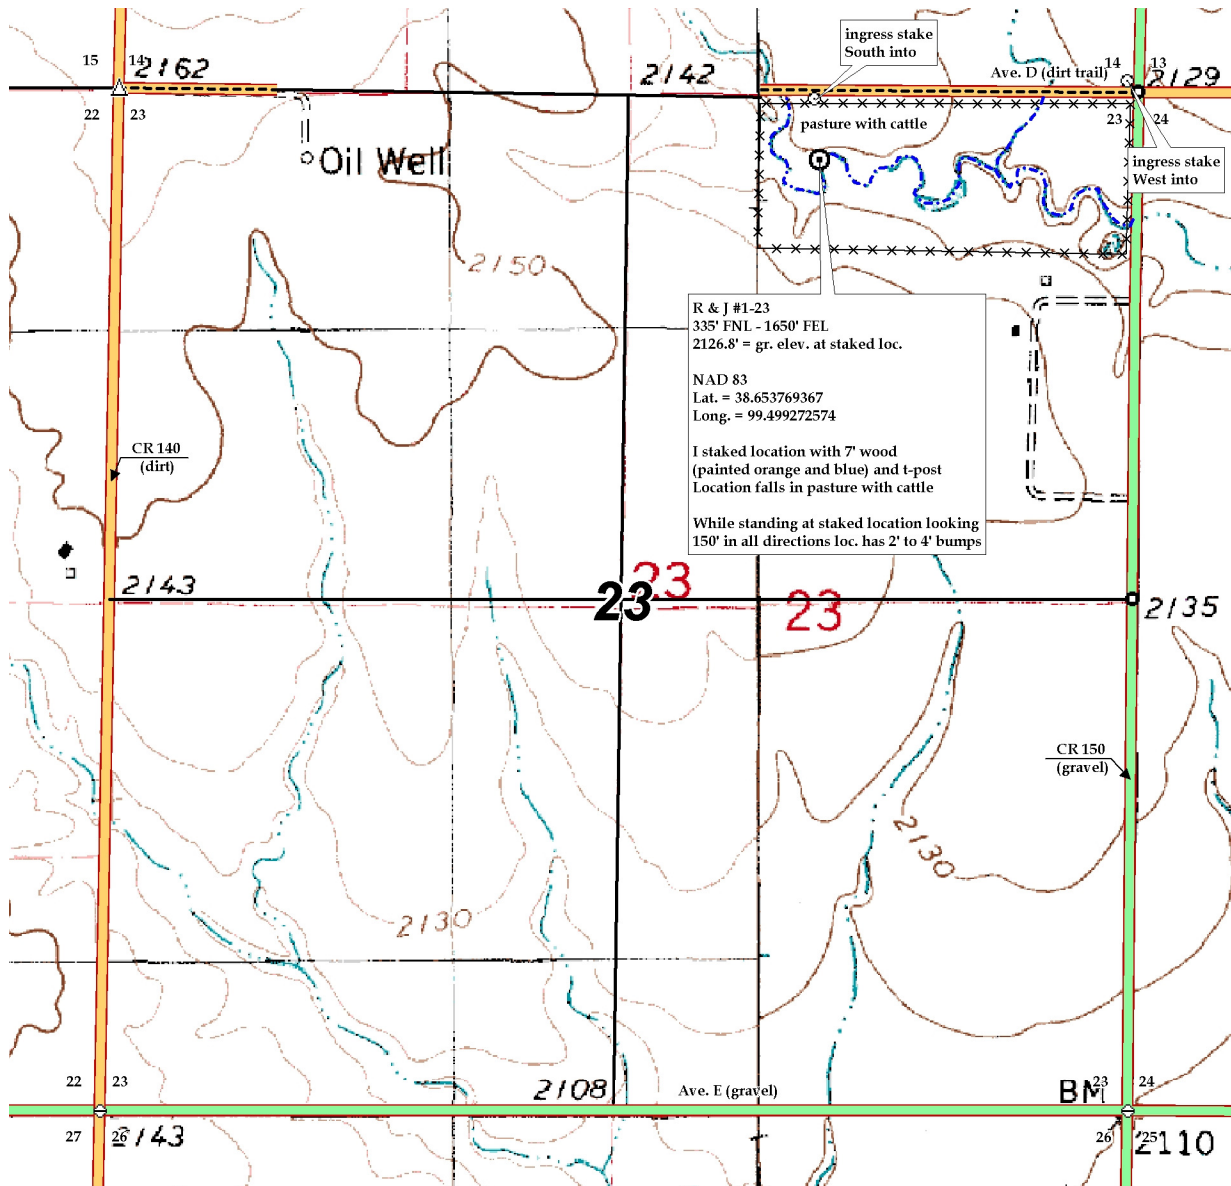 ingress stake
South into
15
14
2162
2142
Ave. D (dirt trail)
14
13
2129
22
23
pasture with cattle
23
24
Oil Well
ingress stake
West into
2150
R & J #1-23
335' FNL - 1650' FEL
2126.8' = gr. elev. at staked loc.
NAD 83
Lat. = 38.653769367
Long. = 99.499272574
I staked location with 7' wood
(painted orange and blue) and t-post
Location falls in pasture with cattle
While standing at staked location looking
150' in all directions loc. has 2' to 4' bumps
CR 140
(dirt)
2143
23
23
23
2135
CR 150
(gravel)
2130
2130
22
23
2108
Ave. E (gravel)
BM
23
24
27
26
2143
26
25
2110